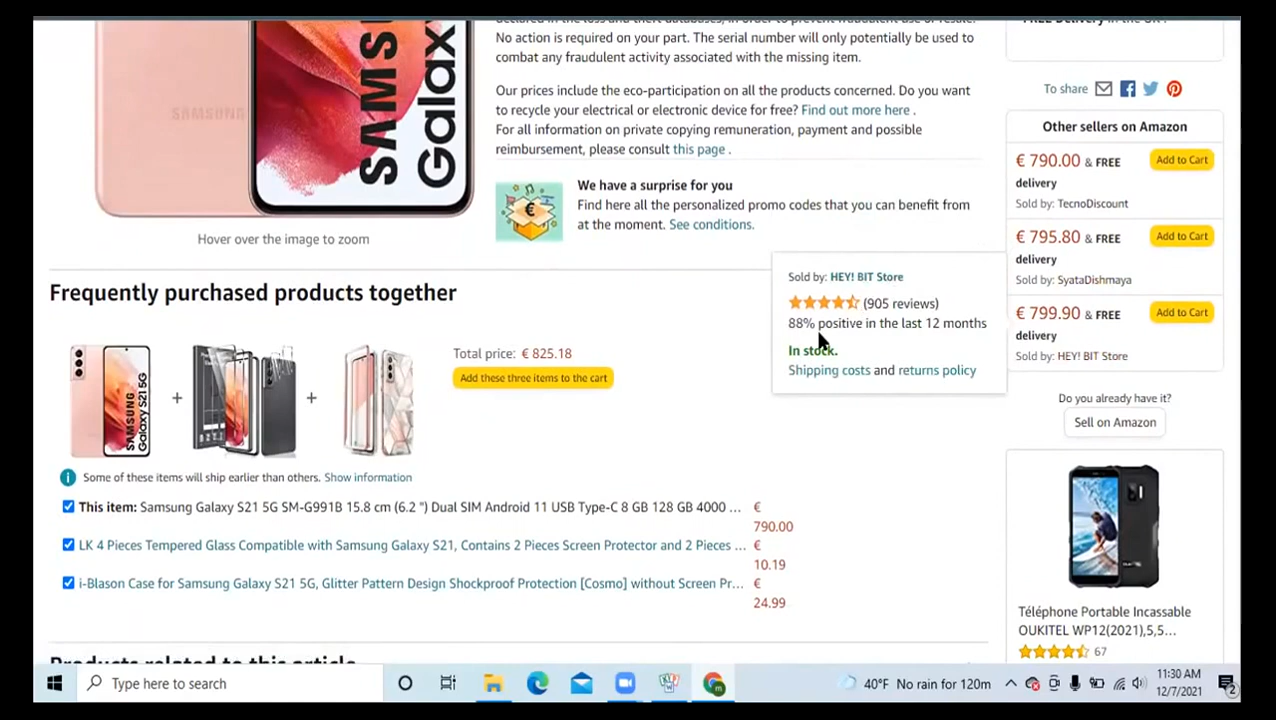 No action is required on your part. The serial number will only potentially be used to
combat any fraudulent activity associated with the missing item.
Our prices include the eco-participation on all the products concerned. Do you want
to recycle your electrical or electronic device for free? Find out more here .
For all information on private copying remuneration, payment and possible
reimbursement, please consult this page .
We have a surprise for you
Find here all the personalized promo codes that you can benefit from
at the moment. See conditions.
SAMSUNG
SAMS
Galax
Hover over the image to zoom
To share
Other sellers on Amazon
€ 790.00 & FREE
delivery
Add to Cart
Sold by: TecnoDiscount
€ 795.80 & FREE
delivery
Add to Cart
Sold by: SyataDishmaya
€ 799.90 & FREE
delivery
Add to Cart
Sold by: HEY! BIT Store
Sold by: HEY! BIT Store
(905 reviews)
88% positive in the last 12 months
In stock.
Shipping costs and returns policy
Do you already have it?
Sell on Amazon
Frequently purchased products together
SAMSUNG
Galaxy S21 5G
Total price: € 825.18
Add these three items to the cart
Some of these items will ship earlier than others. Show information
This item: Samsung Galaxy S21 5G SM-G991B 15.8 cm (6.2 ") Dual SIM Android 11 USB Type-C 8 GB 128 GB 4000 ...
€
790.00
LK 4 Pieces Tempered Glass Compatible with Samsung Galaxy S21, Contains 2 Pieces Screen Protector and 2 Pieces ...
€
10.19
i-Blason Case for Samsung Galaxy S21 5G, Glitter Pattern Design Shockproof Protection [Cosmo] without Screen Pr...
€
24.99
Téléphone Portable Incassable
OUKITEL WP12(2021),5,5...
67
Products related to this article
Type here to search
40°F No rain for 120m
11:30 AM
12/7/2021
2